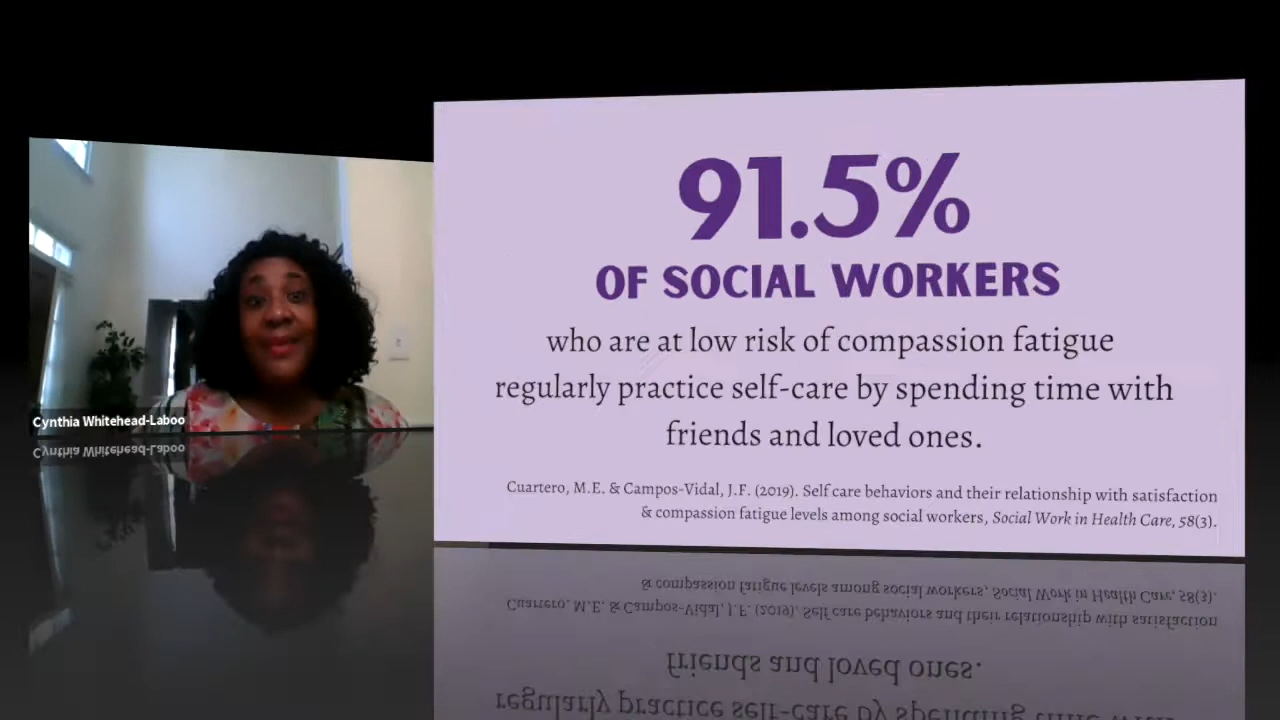 91.5%
OF SOCIAL WORKERS
who are at low risk of compassion fatigue
regularly practice self-care by spending time with
friends and loved ones.
Cuartero, M.E. & Campos-Vidal, J.F. (2019). Self care behaviors and their relationship with satisfaction
& compassion fatigue levels among social workers, Social Work in Health Care, 58(3).
Cynthia Whitehead-Laboo